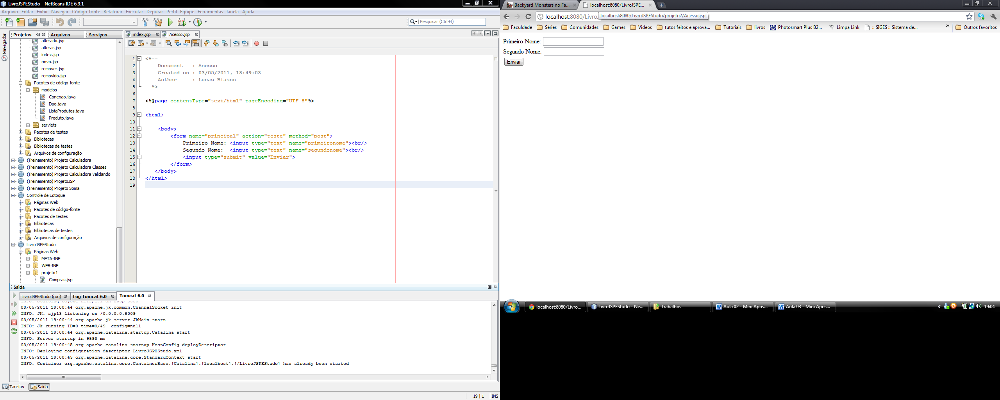 LivroJSPEStudo - NetBeans IDE 6.9.1
Arquivo Editar Exibir Navegar Código-fonte Refatorar Executar Depurar Perfil Equipe Ferramentas Janela Ajuda
Pesquisar (Ctrl+I)
Navegador
Projetos Arquivos Serviços
alterado.jsp
alterar.jsp
index.jsp
novo.jsp
remover.jsp
removido.jsp
Pacotes de código-fonte
modelos
Conexao.java
Dao.java
ListaProdutos.java
Produto.java
servlets
Pacotes de testes
Bibliotecas
Bibliotecas de testes
Arquivos de configuração
(Treinamento) Projeto Calculadora
(Treinamento) Projeto Calculadora Classes
(Treinamento) Projeto Calculadora Validando
(Treinamento) ProjetoJSP
(Treinamento) Projeto Soma
Controle de Estoque
Páginas Web
Pacotes de código-fonte
Pacotes de testes
Bibliotecas
Bibliotecas de testes
Arquivos de configuração
LivroJSPEStudo
Páginas Web
META-INF
WEB-INF
projeto1
Compras.jsp
index.jsp Acesso.jsp
1 <%--
2 Document : Acesso
3 Created on : 03/05/2011, 18:49:03
4 Author : Lucas Biason
5 --%>
6
7 <%@page contentType="text/html" pageEncoding="UTF-8"%>
8
9 <html>
10
11 <body>
12 <form name="principal" action="teste" method="post">
13 Primeiro Nome: <input type="text" name="primeironome"><br/>
14 Segundo Nome: <input type="text" name="segundonome"><br/>
15 <input type="submit" value="Enviar">
16 </form>
17 </body>
18 </html>
19
Saída
LivroJSPEStudo (run) Log Tomcat 6.0 Tomcat 6.0
03/05/2011 19:00:44 org.apache.jk.common.ChannelSocket init
INFO: JK: ajp13 listening on /0.0.0.0:8009
03/05/2011 19:00:44 org.apache.jk.server.JkMain start
INFO: Jk running ID=0 time=0/49 config=null
03/05/2011 19:00:44 org.apache.catalina.startup.Catalina start
INFO: Server startup in 9593 ms
03/05/2011 19:00:45 org.apache.catalina.startup.HostConfig deployDescriptor
INFO: Deploying configuration descriptor LivroJSPEStudo.xml
03/05/2011 19:00:45 org.apache.catalina.core.StandardContext start
INFO: Container org.apache.catalina.core.ContainerBase.[Catalina].[localhost].[/LivroJSPEStudo] has already been started
Tarefas Saída
19 | 1 INS
Backyard Monsters no Fa... localhost:8080/LivroJSPE...
localhost:8080/Livro
localhost:8080/LivroJSPEStudo/projeto2/Acesso.jsp
Faculdade Séries Comunidades Games Videos tutos feitos e aprova... Tutoriais livros Photosmart Plus B2... Limpa Link :: SIGES :: Sistema de... » Outros favoritos
Primeiro Nome:
Segundo Nome:
Enviar
localhost:8080/Livro... LivroJSPEStudo - Ne... Trabalhos Aula 02 - Mini Apos... Aula 03 - Mini Apos... 19:04